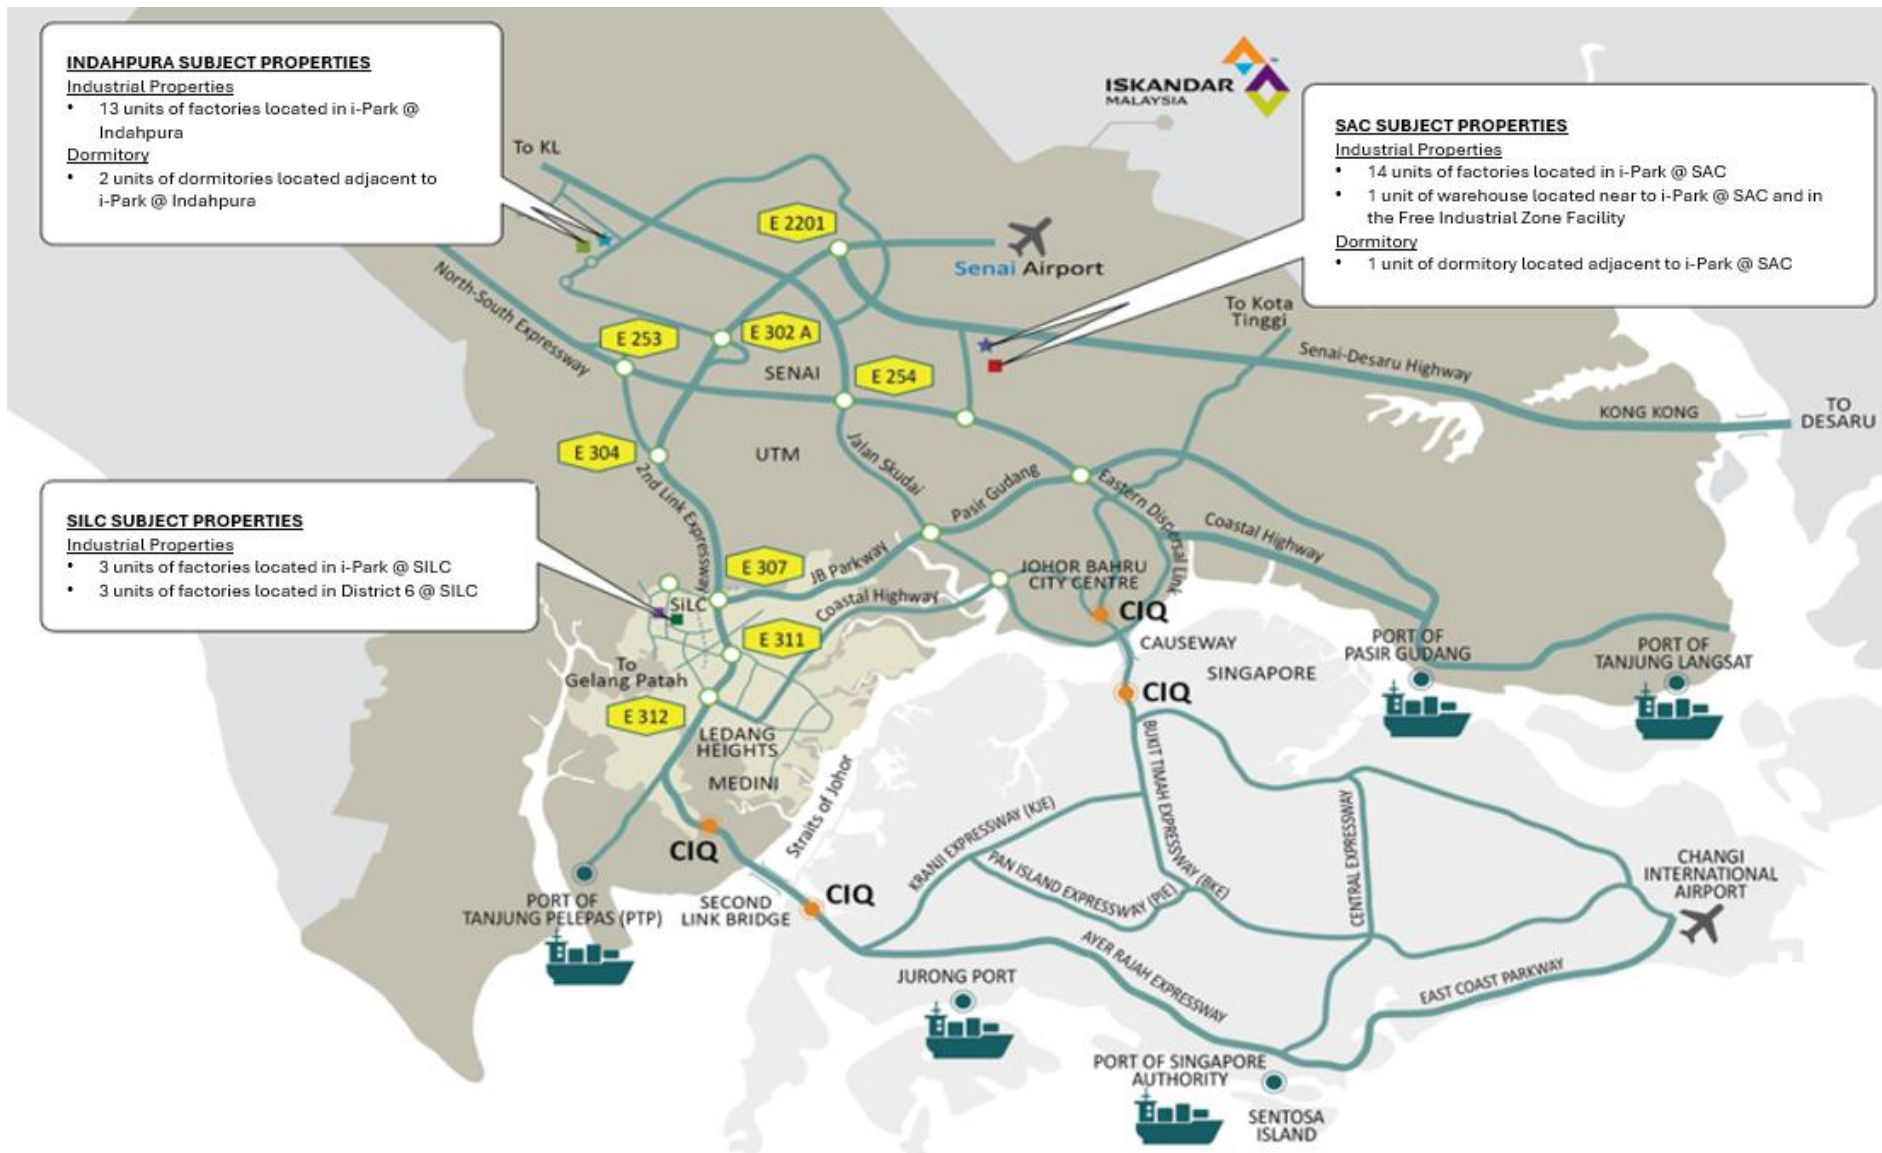 INDAHPURA SUBJECT PROPERTIES
Industrial Properties
• 13 units of factories located in i-Park @
Indahpura
Dormitory
• 2 units of dormitories located adjacent to
i-Park @ Indahpura
ISKANDAR
MALAYSIA
SAC SUBJECT PROPERTIES
Industrial Properties
• 14 units of factories located in i-Park @ SAC
• 1 unit of warehouse located near to i-Park @ SAC and in
the Free Industrial Zone Facility
Dormitory
• 1 unit of dormitory located adjacent to i-Park @ SAC
To KL
E 2201
Senai Airport
North-South Expressway
E 253
E 302 A
SENAI
E 254
To Kota
Tinggi
Senai-Desaru Highway
KONG KONG
TO
DESARU
E 304
UTM
Jalan Skudai
2nd Link Expressway
Pasir Gudang
Eastern Dispersal Link
Coastal Highway
SILC SUBJECT PROPERTIES
Industrial Properties
• 3 units of factories located in i-Park @ SILC
• 3 units of factories located in District 6 @ SILC
E 307
JB Parkway
JOHOR BAHRU
CITY CENTRE
SiLC
Coastal Highway
CIQ
E 311
CAUSEWAY
To
Gelang Patah
SINGAPORE
PORT OF
PASIR GUDANG
PORT OF
TANJUNG LANGSAT
CIQ
E 312
LEDANG
HEIGHTS
MEDINI
Straits of Johor
BUKIT TIMAH EXPRESSWAY (BKE)
KRANJI EXPRESSWAY (KJE)
CENTRAL EXPRESSWAY
CIQ
PAN ISLAND EXPRESSWAY (PIE)
CHANGI
INTERNATIONAL
AIRPORT
CIQ
PORT OF
TANJUNG PELEPAS (PTP)
SECOND
LINK BRIDGE
AYER RAJAH EXPRESSWAY
JURONG PORT
EAST COAST PARKWAY
PORT OF SINGAPORE
AUTHORITY
SENTOSA
ISLAND